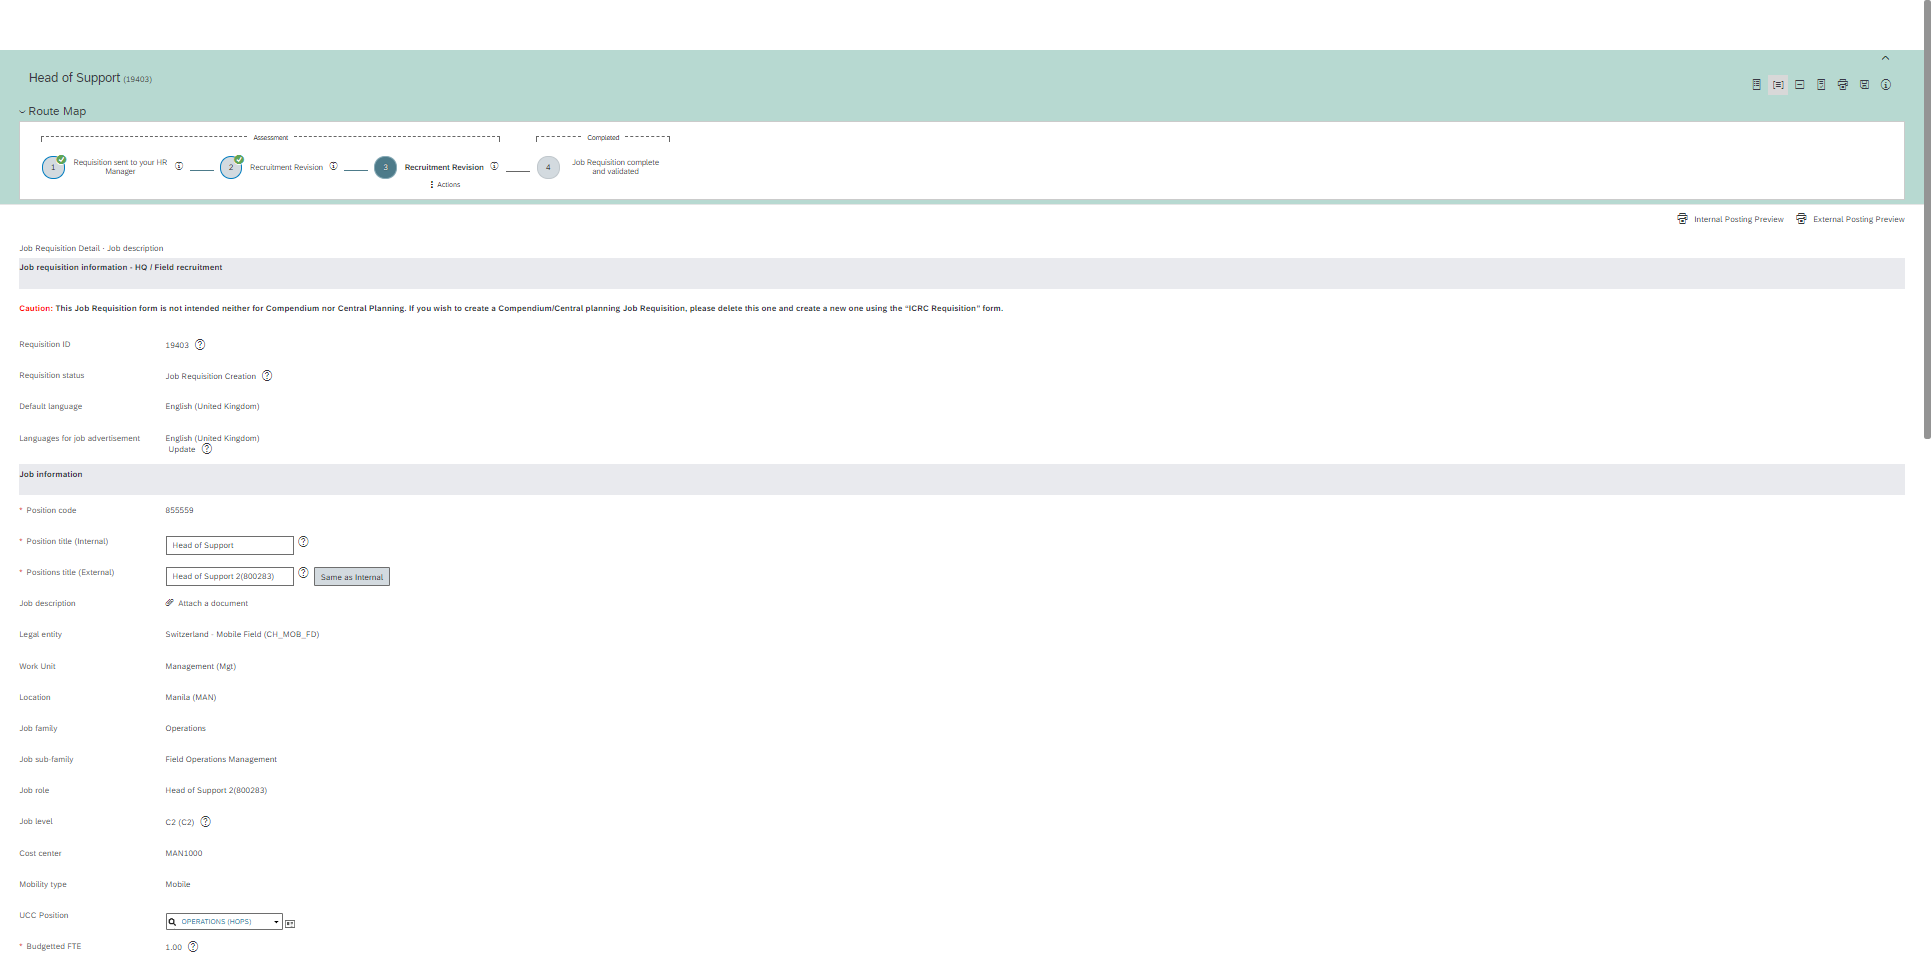 Head of Support (19403)
Route Map
Assessment
Completed
1
Requisition sent to your HR
Manager
2
Recruitment Revision
3
Recruitment Revision
Actions
4
Job Requisition complete
and validated
Internal Posting Preview
External Posting Preview
Job Requisition Detail - Job description
Job requisition information - HQ / Field recruitment
Caution: This Job Requisition form is not intended neither for Compendium nor Central Planning. If you wish to create a Compendium/Central planning Job Requisition, please delete this one and create a new one using the "ICRC Requisition" form.
Requisition ID 19403
Requisition status Job Requisition Creation
Default language English (United Kingdom)
Languages for job advertisement English (United Kingdom)
Update
Job information
* Position code 855559
* Position title (Internal) Head of Support
* Positions title (External) Head of Support 2(800283) Same as Internal
Job description Attach a document
Legal entity Switzerland - Mobile Field (CH_MOB_FD)
Work Unit Management (Mgt)
Location Manila (MAN)
Job family Operations
Job sub-family Field Operations Management
Job role Head of Support 2(800283)
Job level C2 (C2)
Cost center MAN1000
Mobility type Mobile
UCC Position OPERATIONS (HOPS)
* Budgetted FTE 1.00